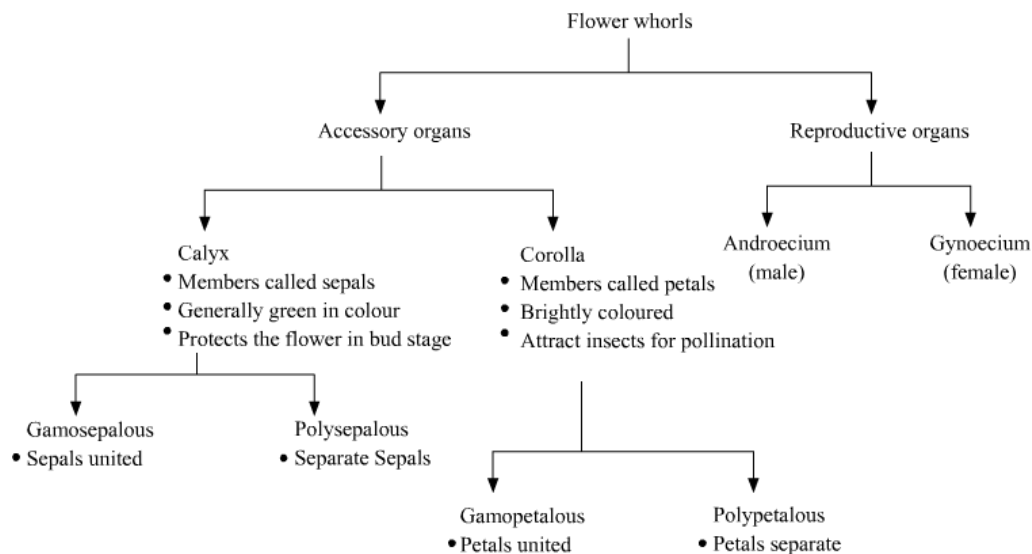 Flower whorls
Accessory organs
Reproductive organs
Calyx
• Members called sepals
• Generally green in colour
• Protects the flower in bud stage
Corolla
• Members called petals
• Brightly coloured
• Attract insects for pollination
Androecium
(male)
Gynoecium
(female)
Gamosepalous
• Sepals united
Polysepalous
• Separate Sepals
Gamopetalous
• Petals united
Polypetalous
• Petals separate